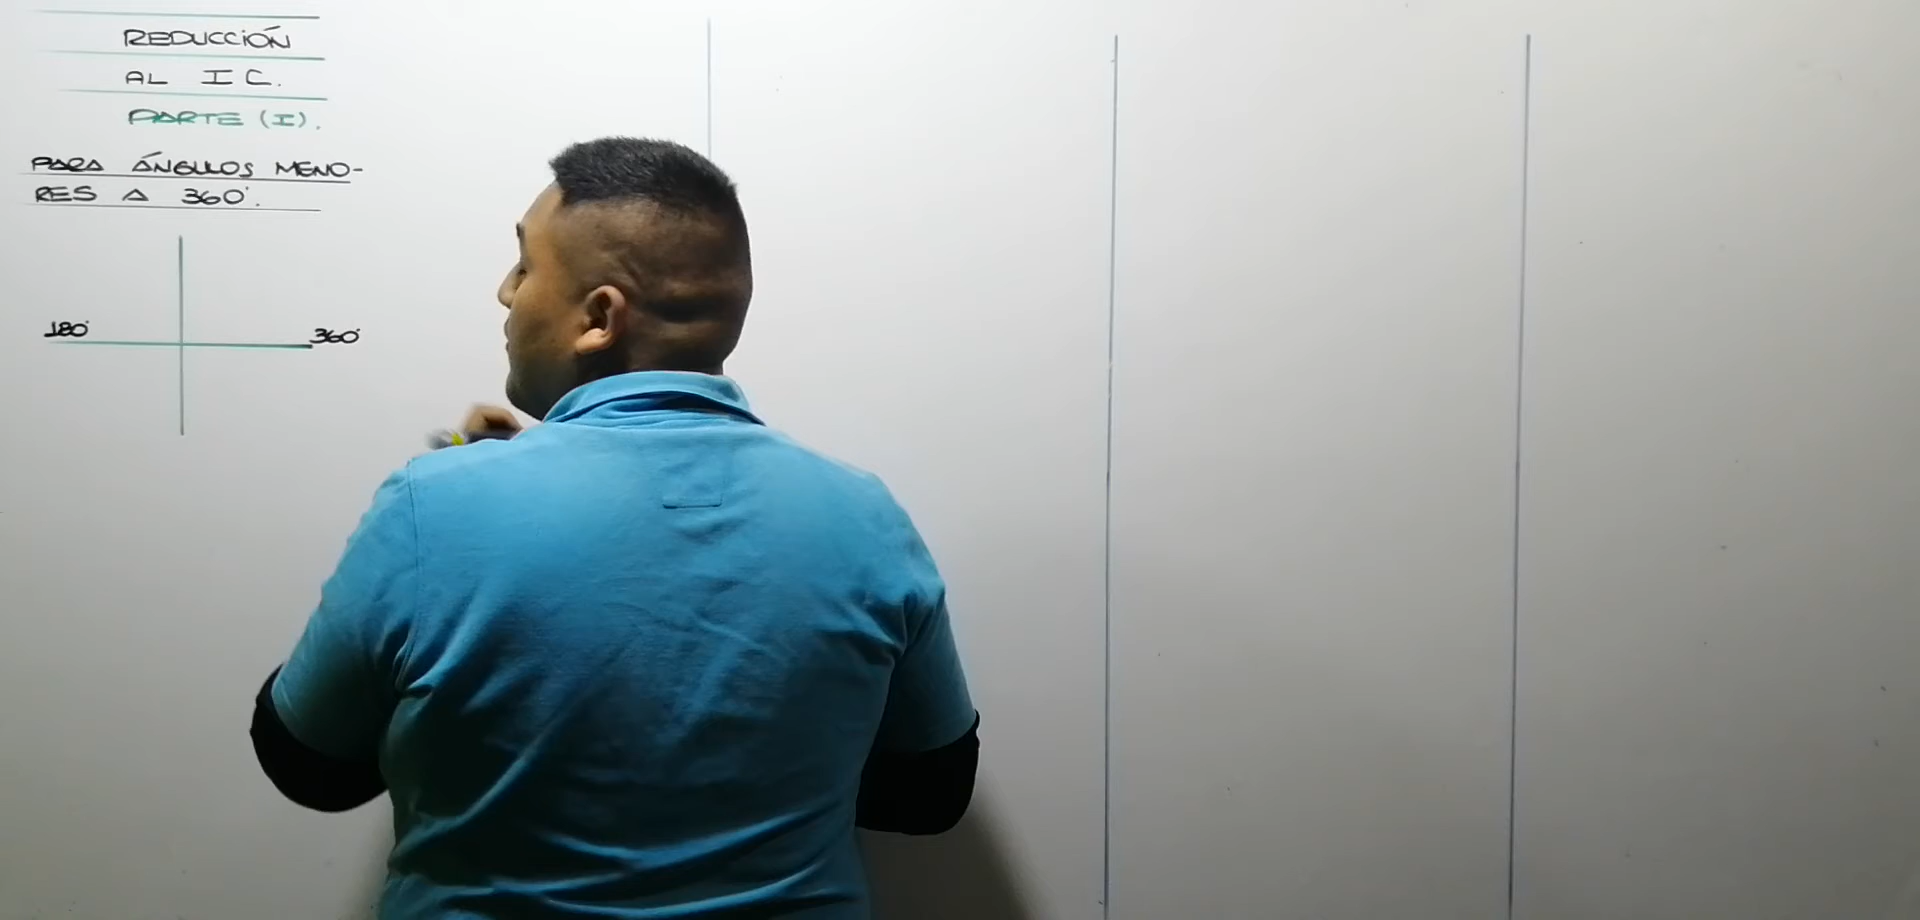 REDUCCIÓN
AL I C.
PARTE (I).
PARA ÁNGULOS MENO-
RES A 360°.
180° 360°